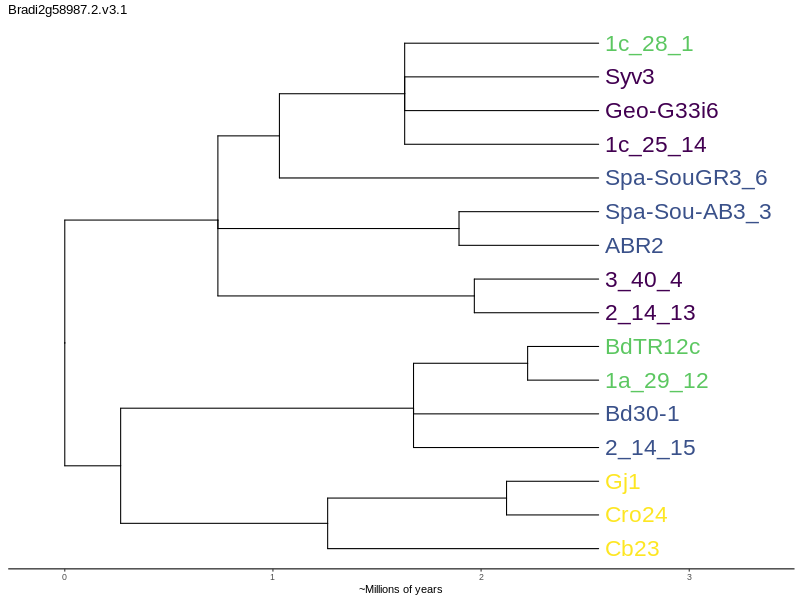 Bradi2g58987.2.v3.1
1c_28_1
Syv3
Geo-G33i6
1c_25_14
Spa-SouGR3_6
Spa-Sou-AB3_3
ABR2
3_40_4
2_14_13
BdTR12c
1a_29_12
Bd30-1
2_14_15
Gj1
Cro24
Cb23
0 1 2 3
~Millions of years